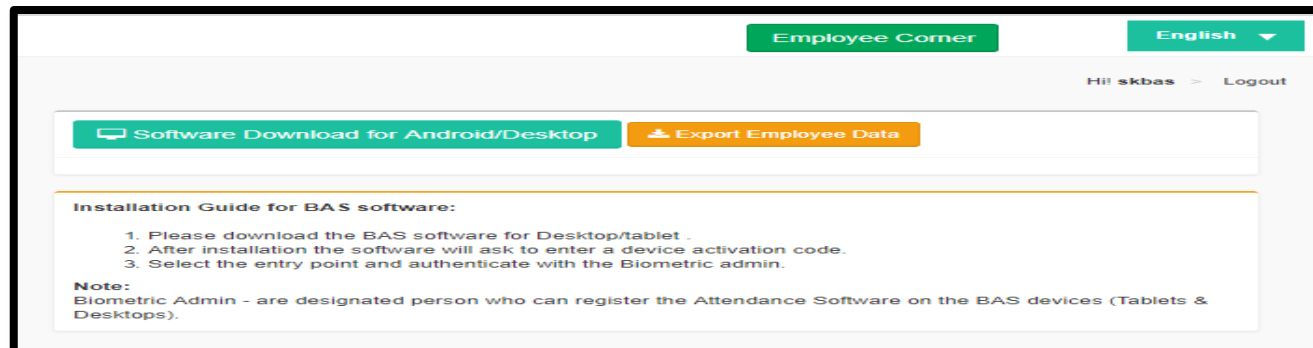 Employee Corner
English
Hi! skbas > Logout
Software Download for Android/Desktop
Export Employee Data
Installation Guide for BAS software:
1. Please download the BAS software for Desktop/tablet .
2. After installation the software will ask to enter a device activation code.
3. Select the entry point and authenticate with the Biometric admin.
Note:
Biometric Admin - are designated person who can register the Attendance Software on the BAS devices (Tablets &
Desktops).